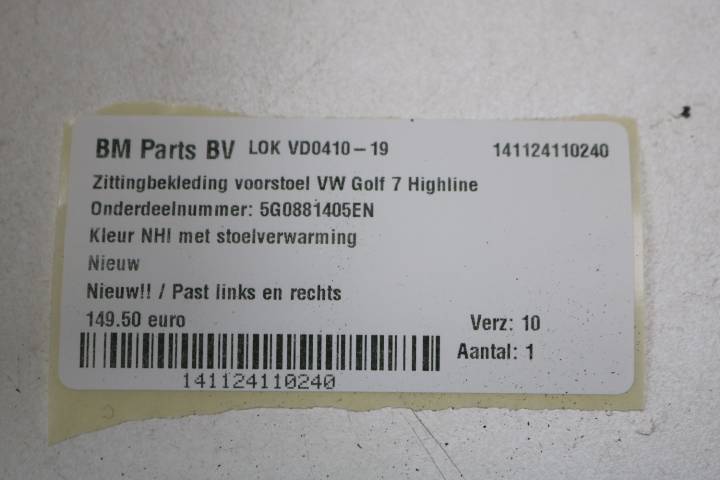 BM Parts BV LOK VD0410-19 141124110240
Zittingbekleding voorstoel VW Golf 7 Highline
Onderdeelnummer: 5G0881405EN
Kleur NHI met stoelverwarming
Nieuw
Nieuw!! / Past links en rechts
149.50 euro Verz: 10
Aantal: 1
141124110240